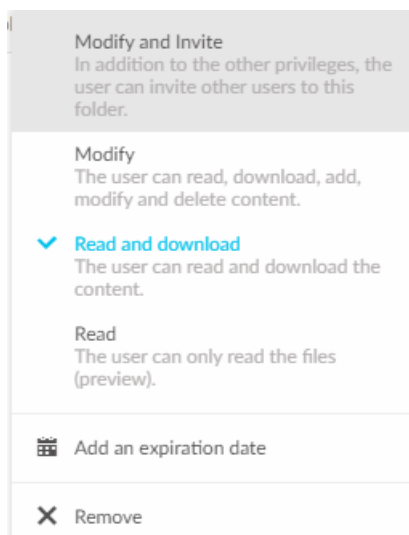 Modify and Invite
In addition to the other privileges, the
user can invite other users to this
folder.
Modify
The user can read, download, add,
modify and delete content.
Read and download
The user can read and download the
content.
Read
The user can only read the files
(preview).
Add an expiration date
Remove